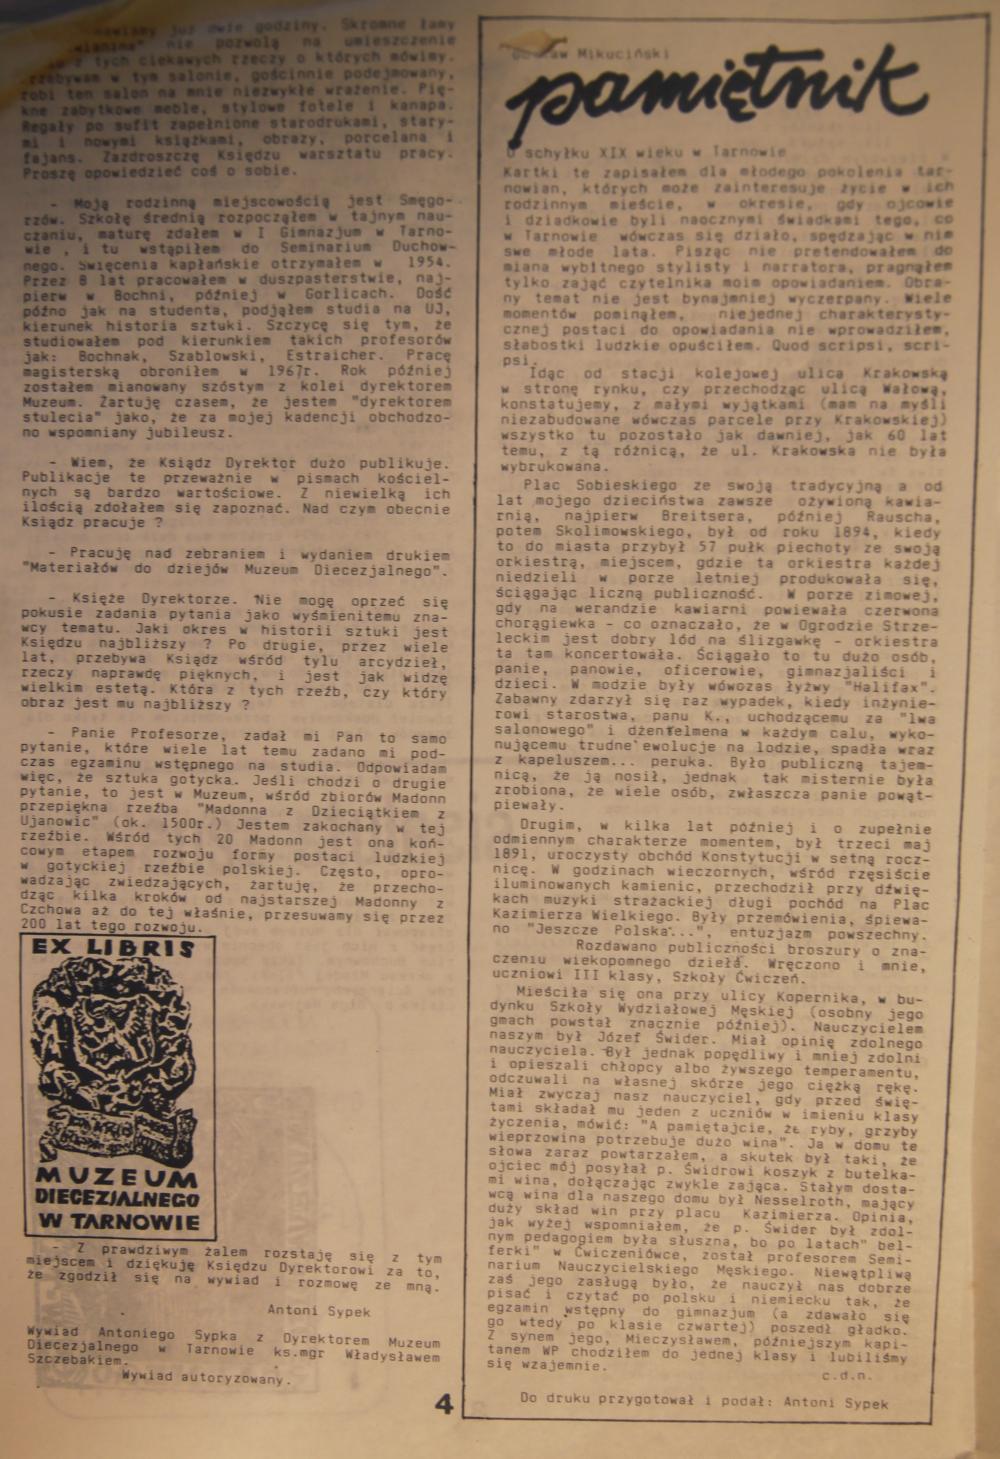 już dwie godziny. Skromne łamy
nie pozwolą na umieszczenie
z tych ciekawych rzeczy o których mówimy.
w tym salonie, gościnnie podejmowany,
robi ten salon na mnie niezwykłe wrażenie. Pię-
kne zabytkowe meble, stylowe fotele i kanapa.
Regały po sufit zapełnione starodrukami, stary-
mi i nowymi książkami, obrazy, porcelana i
fajans. Zazdroszczę Księdzu warsztatu pracy.
Proszę opowiedzieć coś o sobie.
- Moją rodzinną miejscowością jest Smęgo-
rzów. Szkołę średnią rozpocząłem w tajnym nau-
czaniu, maturę zdałem w I Gimnazjum w Tarno-
wie , i tu wstąpiłem do Seminarium Duchow-
nego. Święcenia kapłańskie otrzymałem w 1954.
Przez 8 lat pracowałem w duszpasterstwie, naj-
pierw w Bochni, później w Gorlicach. Dość
późno jak na studenta, podjąłem studia na UJ,
kierunek historia sztuki. Szczycę się tym, że
studiowałem pod kierunkiem takich profesorów
jak: Bochnak, Szablowski, Estraicher. Pracę
magisterską obroniłem w 1967r. Rok później
zostałem mianowany szóstym z kolei dyrektorem
Muzeum. Żartuję czasem, że jestem "dyrektorem
stulecia" jako, że za mojej kadencji obchodzo-
no wspomniany jubileusz.
- Wiem, że Ksiądz Dyrektor dużo publikuje.
Publikacje te przeważnie w pismach kościel-
nych są bardzo wartościowe. Z niewielką ich
ilością zdołałem się zapoznać. Nad czym obecnie
Ksiądz pracuje ?
- Pracuję nad zebraniem i wydaniem drukiem
"Materiałów do dziejów Muzeum Diecezjalnego".
- Księże Dyrektorze. Nie mogę oprzeć się
pokusie zadania pytania jako wyśmienitemu zna-
wcy tematu. Jaki okres w historii sztuki jest
Księdzu najbliższy ? Po drugie, przez wiele
lat, przebywa Ksiądz wśród tylu arcydzieł,
rzeczy naprawdę pięknych, i jest jak widzę
wielkim estetą. Która z tych rzeźb, czy który
obraz jest mu najbliższy ?
- Panie Profesorze, zadał mi Pan to samo
pytanie, które wiele lat temu zadano mi pod-
czas egzaminu wstępnego na studia. Odpowiadam
więc, że sztuka gotycka. Jeśli chodzi o drugie
pytanie, to jest w Muzeum, wśród zbiorów Madonn
przepiękna rzeźba "Madonna z Dzieciątkiem z
Ujanowic" (ok. 1500r.) Jestem zakochany w tej
rzeźbie. Wśród tych 20 Madonn jest ona koń-
cowym etapem rozwoju formy postaci ludzkiej
w gotyckiej rzeźbie polskiej. Często, opro-
wadzając zwiedzających, żartuję, że przecho-
dząc kilka kroków od najstarszej Madonny z
Czchowa aż do tej właśnie, przesuwamy się przez
200 lat tego rozwoju.
EX LIBRIS
MUZEUM
DIECEZJALNEGO
W TARNOWIE
- Z prawdziwym żalem rozstaję się z tym
miejscem i dziękuję Księdzu Dyrektorowi za to,
że zgodził się na wywiad i rozmowę ze mną.
Antoni Sypek
Wywiad Antoniego Sypka z Dyrektorem Muzeum
Diecezjalnego w Tarnowie ks.mgr Władysławem
Szczebakiem.
Wywiad autoryzowany.
4
Mikuciński
pamiętnik
U schyłku XIX wieku w Tarnowie
Kartki te zapisałem dla młodego pokolenia tar-
nowian, których może zainteresuje życie w ich
rodzinnym mieście, w okresie, gdy ojcowie
i dziadkowie byli naocznymi świadkami tego, co
w Tarnowie wówczas się działo, spędzając w nim
swe młode lata. Pisząc nie pretendowałem do
miana wybitnego stylisty i narratora, pragnąłem
tylko zająć czytelnika moim opowiadaniem. Obra-
ny temat nie jest bynajmniej wyczerpany. Wiele
momentów pominąłem, niejednej charakterysty-
cznej postaci do opowiadania nie wprowadziłem,
słabostki ludzkie opuściłem. Quod scripsi, scri-
psi.
Idąc od stacji kolejowej ulicą Krakowską
w stronę rynku, czy przechodząc ulicą Wałową,
konstatujemy, z małymi wyjątkami (mam na myśli
niezabudowane wówczas parcele przy Krakowskiej)
wszystko tu pozostało jak dawniej, jak 60 lat
temu, z tą różnicą, że ul. Krakowska nie była
wybrukowana.
Plac Sobieskiego ze swoją tradycyjną a od
lat mojego dzieciństwa zawsze ożywioną kawia-
rnią, najpierw Breitsera, później Rauscha,
potem Skolimowskiego, był od roku 1894, kiedy
to do miasta przybył 57 pułk piechoty ze swoją
orkiestrą, miejscem, gdzie ta orkiestra każdej
niedzieli w porze letniej produkowała się,
ściągając liczną publiczność. W porze zimowej,
gdy na werandzie kawiarni powiewała czerwona
chorągiewka - co oznaczało, że w Ogrodzie Strze-
leckim jest dobry lód na ślizgawkę - orkiestra
ta tam koncertowała. Ściągało to tu dużo osób,
panie, panowie, oficerowie, gimnazjaliści i
dzieci. W modzie były wówczas łyżwy "Halifax".
Zabawny zdarzył się raz wypadek, kiedy inżynie-
rowi starostwa, panu K., uchodzącemu za "lwa
salonowego" i dżentelmena w każdym calu, wyko-
nującemu trudne ewolucje na lodzie, spadła wraz
z kapeluszem... peruka. Było publiczną tajem-
nicą, że ją nosił, jednak tak misternie była
zrobiona, że wiele osób, zwłaszcza panie powąt-
piewały.
Drugim, w kilka lat później i o zupełnie
odmiennym charakterze momentem, był trzeci maj
1891, uroczysty obchód Konstytucji w setną rocz-
nicę. W godzinach wieczornych, wśród rzęsiście
iluminowanych kamienic, przechodził przy dźwię-
kach muzyki strażackiej długi pochód na Plac
Kazimierza Wielkiego. Były przemówienia, śpiewa-
no "Jeszcze Polska...", entuzjazm powszechny.
Rozdawano publiczności broszury o zna-
czeniu wiekopomnego dzieła. Wręczono i mnie,
uczniowi III klasy, Szkoły Ćwiczeń.
Mieściła się ona przy ulicy Kopernika, w bu-
dynku Szkoły Wydziałowej Męskiej (osobny jego
gmach powstał znacznie później). Nauczycielem
naszym był Józef Świder. Miał opinię zdolnego
nauczyciela. Był jednak popędliwy i mniej zdolni
i opieszali chłopcy albo żywszego temperamentu,
odczuwali na własnej skórze jego ciężką rękę.
Miał zwyczaj nasz nauczyciel, gdy przed świę-
tami składał mu jeden z uczniów w imieniu klasy
życzenia, mówić: "A pamiętajcie, że ryby, grzyby
wieprzowina potrzebuje dużo wina". Ja w domu te
słowa zaraz powtarzałem, a skutek był taki, że
ojciec mój posyłał p. Świdrowi koszyk z butelka-
mi wina, dołączając zwykle zająca. Stałym dosta-
wcą wina dla naszego domu był Nesselroth, mający
duży skład win przy placu Kazimierza. Opinia,
jak wyżej wspomniałem, że p. Świder był zdol-
nym pedagogiem była słuszna, bo po latach" bel-
ferki" w Ćwiczeniówce, został profesorem Semi-
narium Nauczycielskiego Męskiego. Niewątpliwą
zaś jego zasługą było, że nauczył nas dobrze
pisać i czytać po polsku i niemiecku tak, że
egzamin wstępny do gimnazjum (a zdawało się
go wtedy po klasie czwartej) poszedł gładko.
Z synem jego, Mieczysławem, późniejszym kapi-
tanem WP chodziłem do jednej klasy i lubiliśmy
się wzajemnie.
c.d.n.
Do druku przygotował i podał: Antoni Sypek